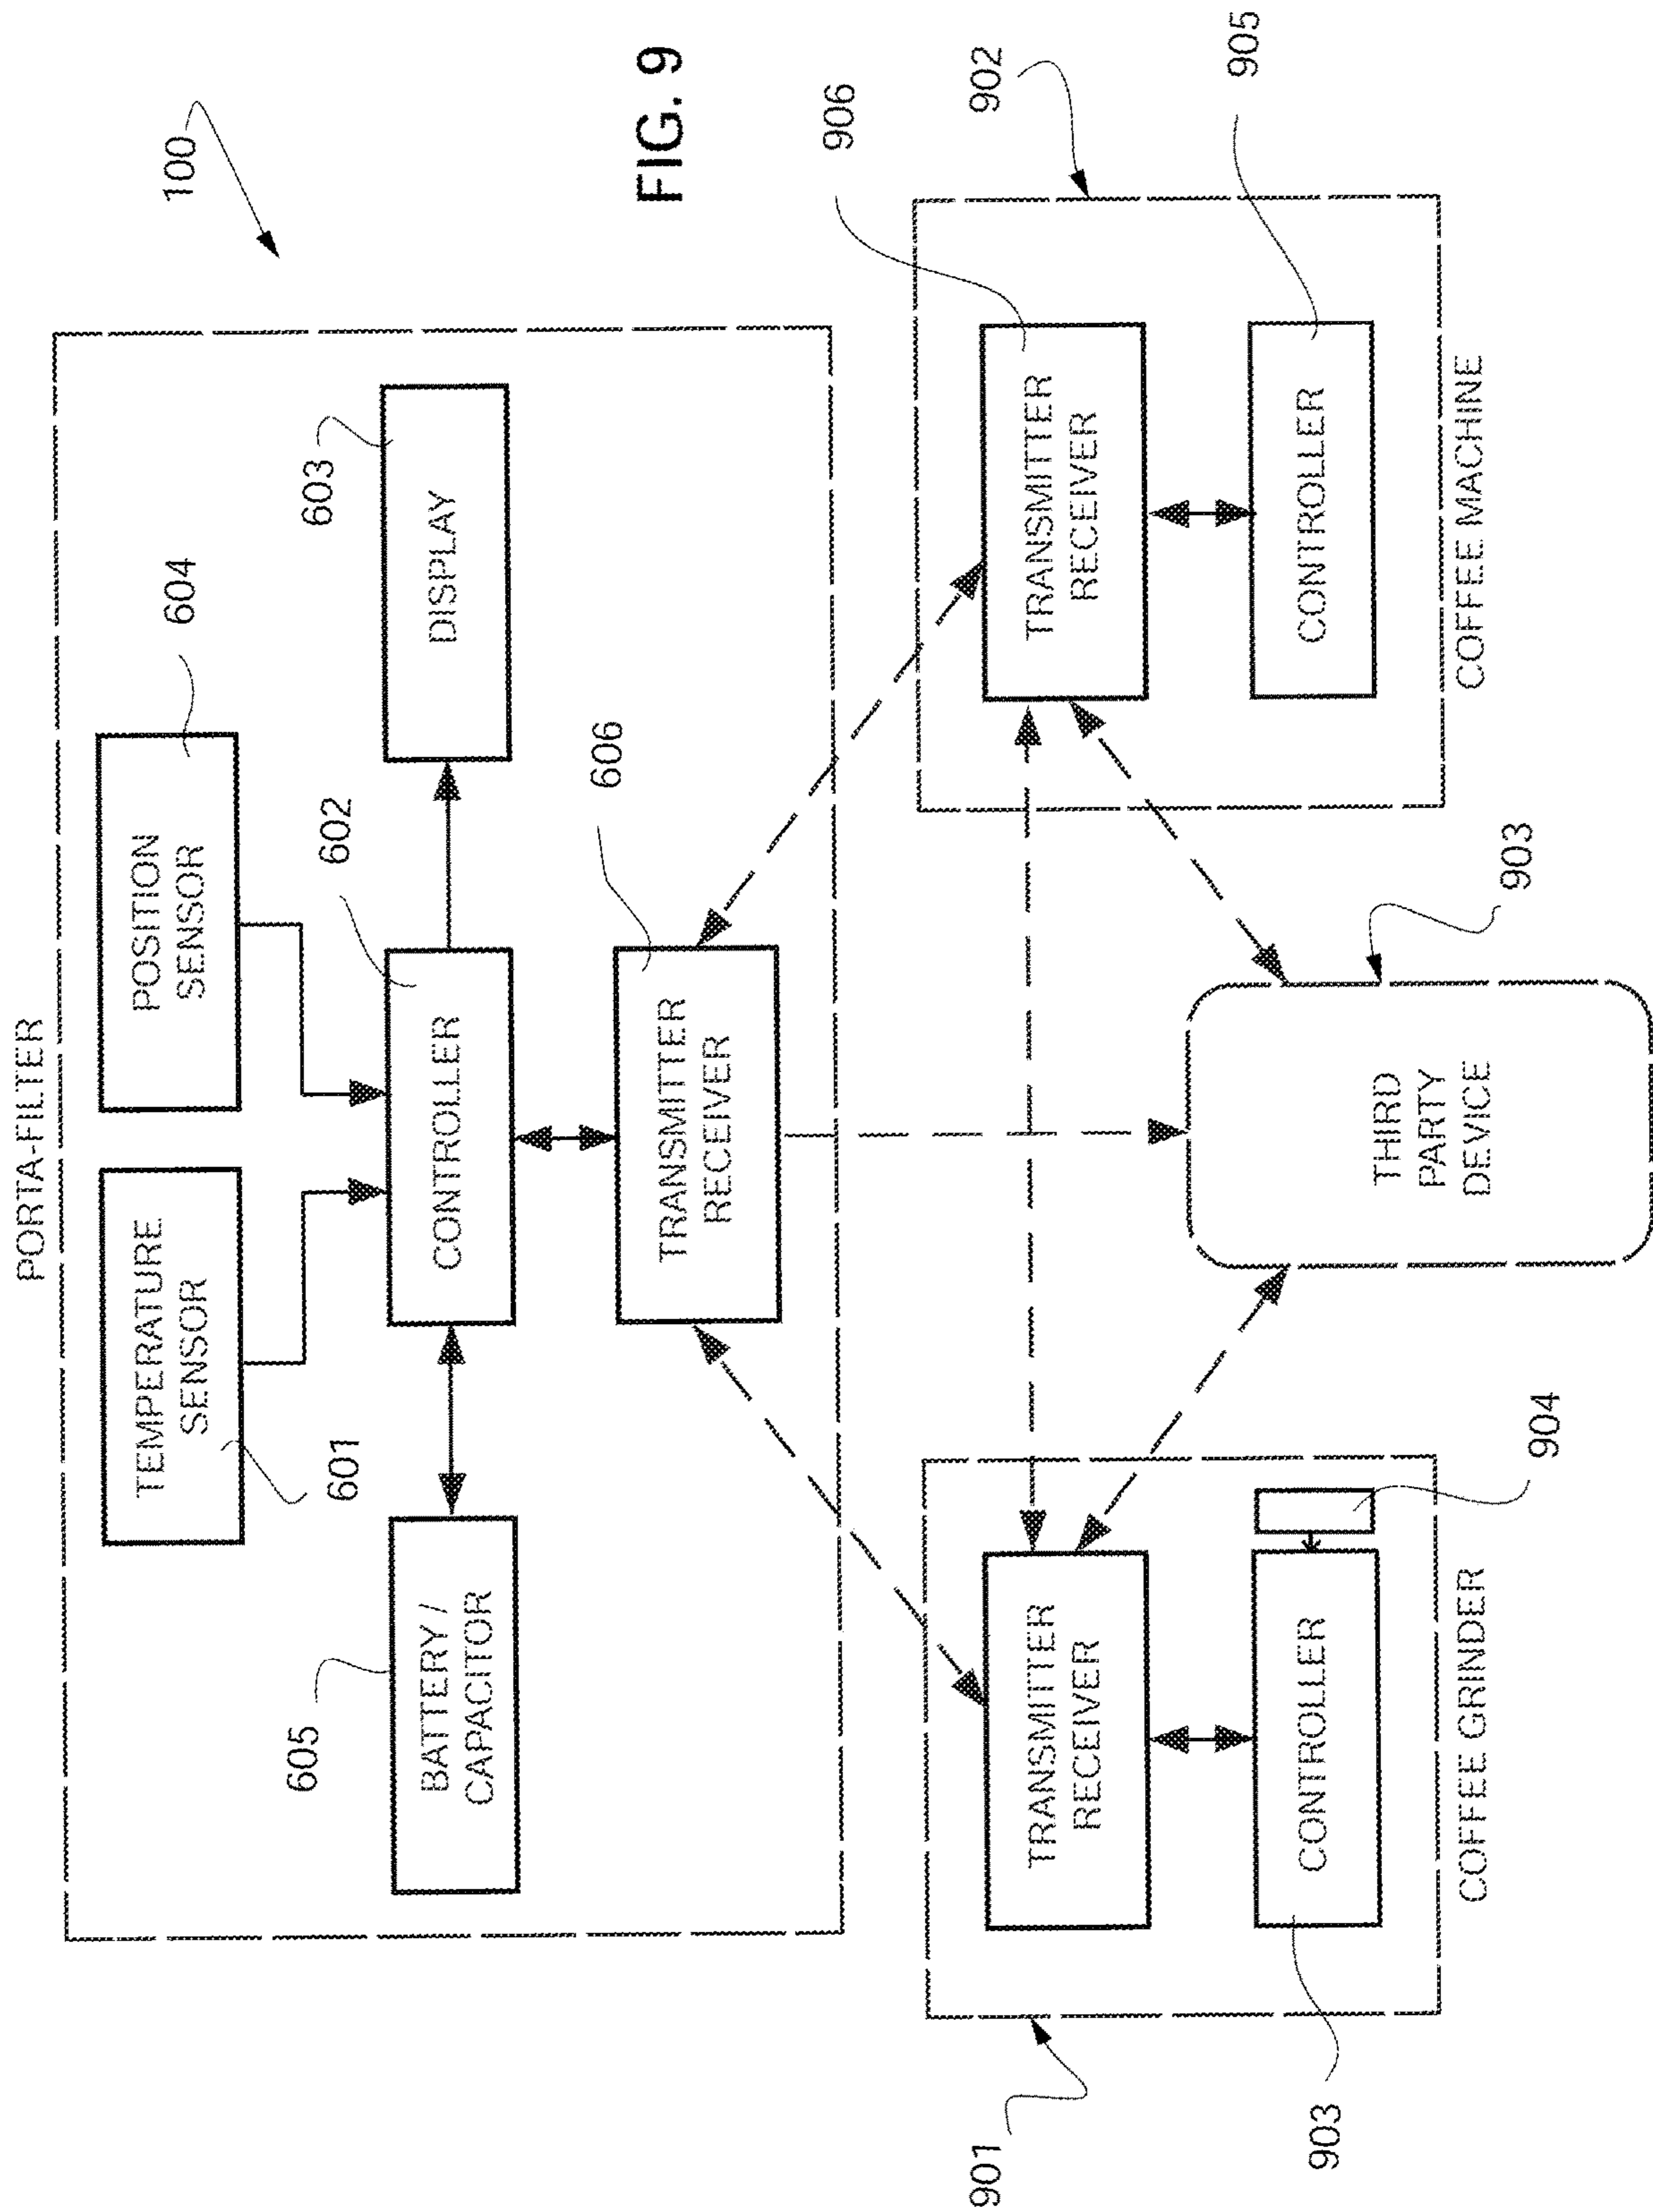 100
FIG. 9
PORTA-FILTER
TEMPERATURE
SENSOR
601
POSITION
SENSOR
604
605
BATTERY /
CAPACITOR
CONTROLLER
602
DISPLAY
603
TRANSMITTER
RECEIVER
606
901
TRANSMITTER
RECEIVER
CONTROLLER
903
904
COFFEE GRINDER
THIRD
PARTY
DEVICE
903
902
TRANSMITTER
RECEIVER
906
CONTROLLER
905
COFFEE MACHINE